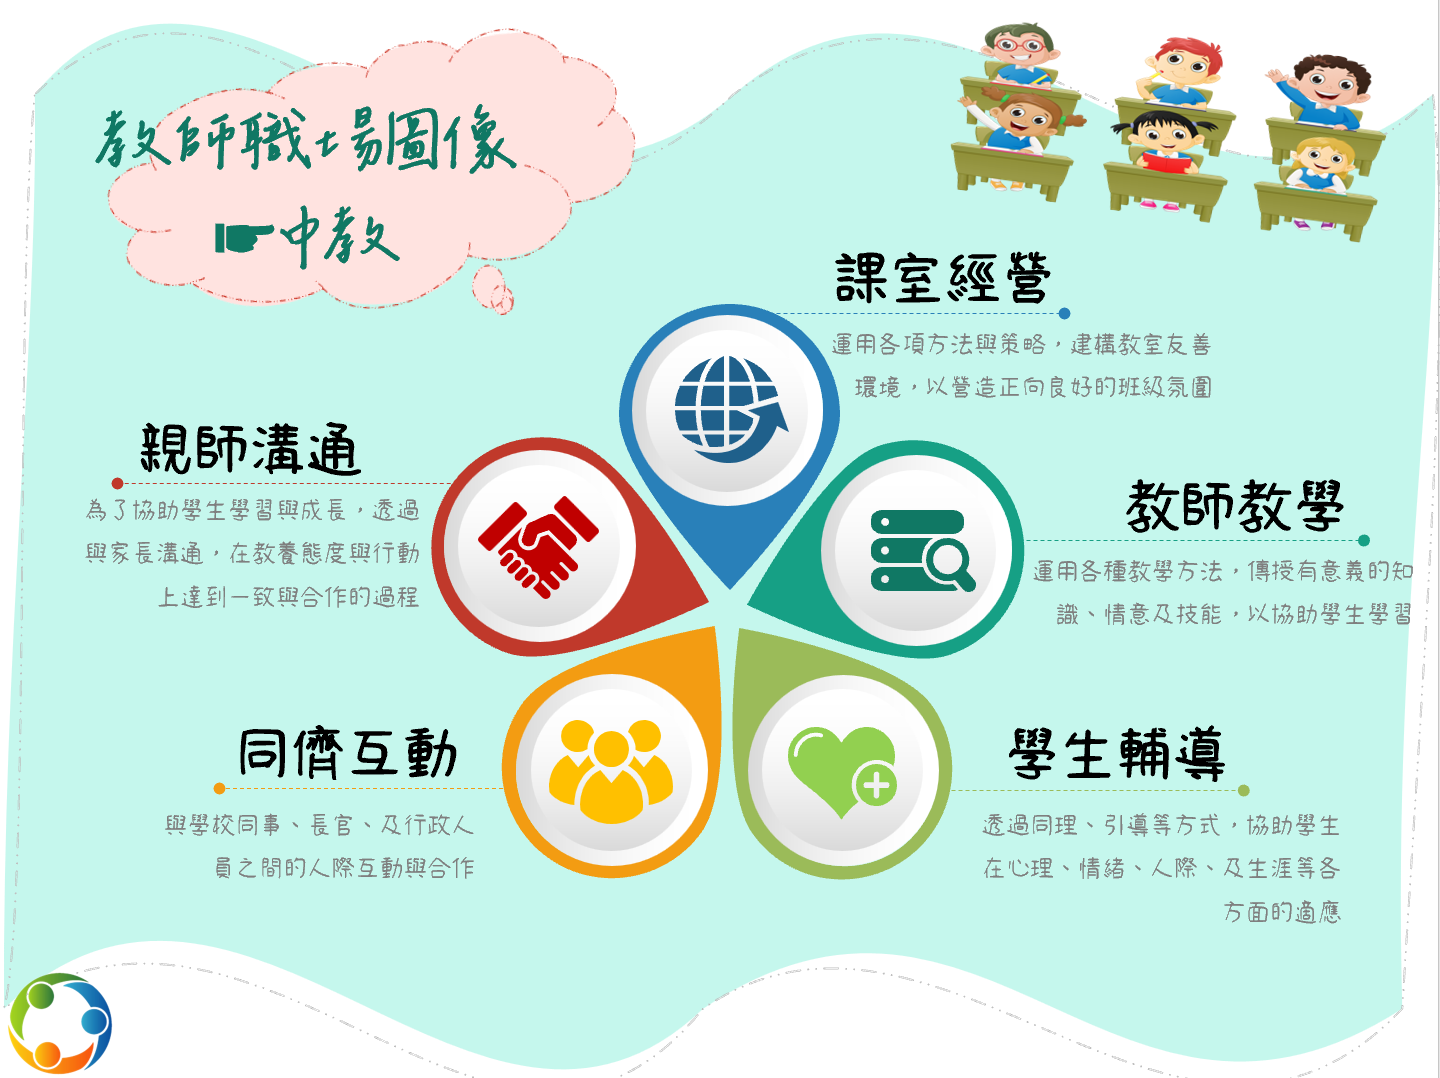 教師職場圖像
☛中教
課室經營
運用各項方法與策略，建構教室友善
環境，以營造正向良好的班級氛圍
親師溝通
為了協助學生學習與成長，透過
與家長溝通，在教養態度與行動
上達到一致與合作的過程
教師教學
運用各種教學方法，傳授有意義的知
識、情意及技能，以協助學生學習
同儕互動
與學校同事、長官、及行政人
員之間的人際互動與合作
學生輔導
透過同理、引導等方式，協助學生
在心理、情緒、人際、及生涯等各
方面的適應